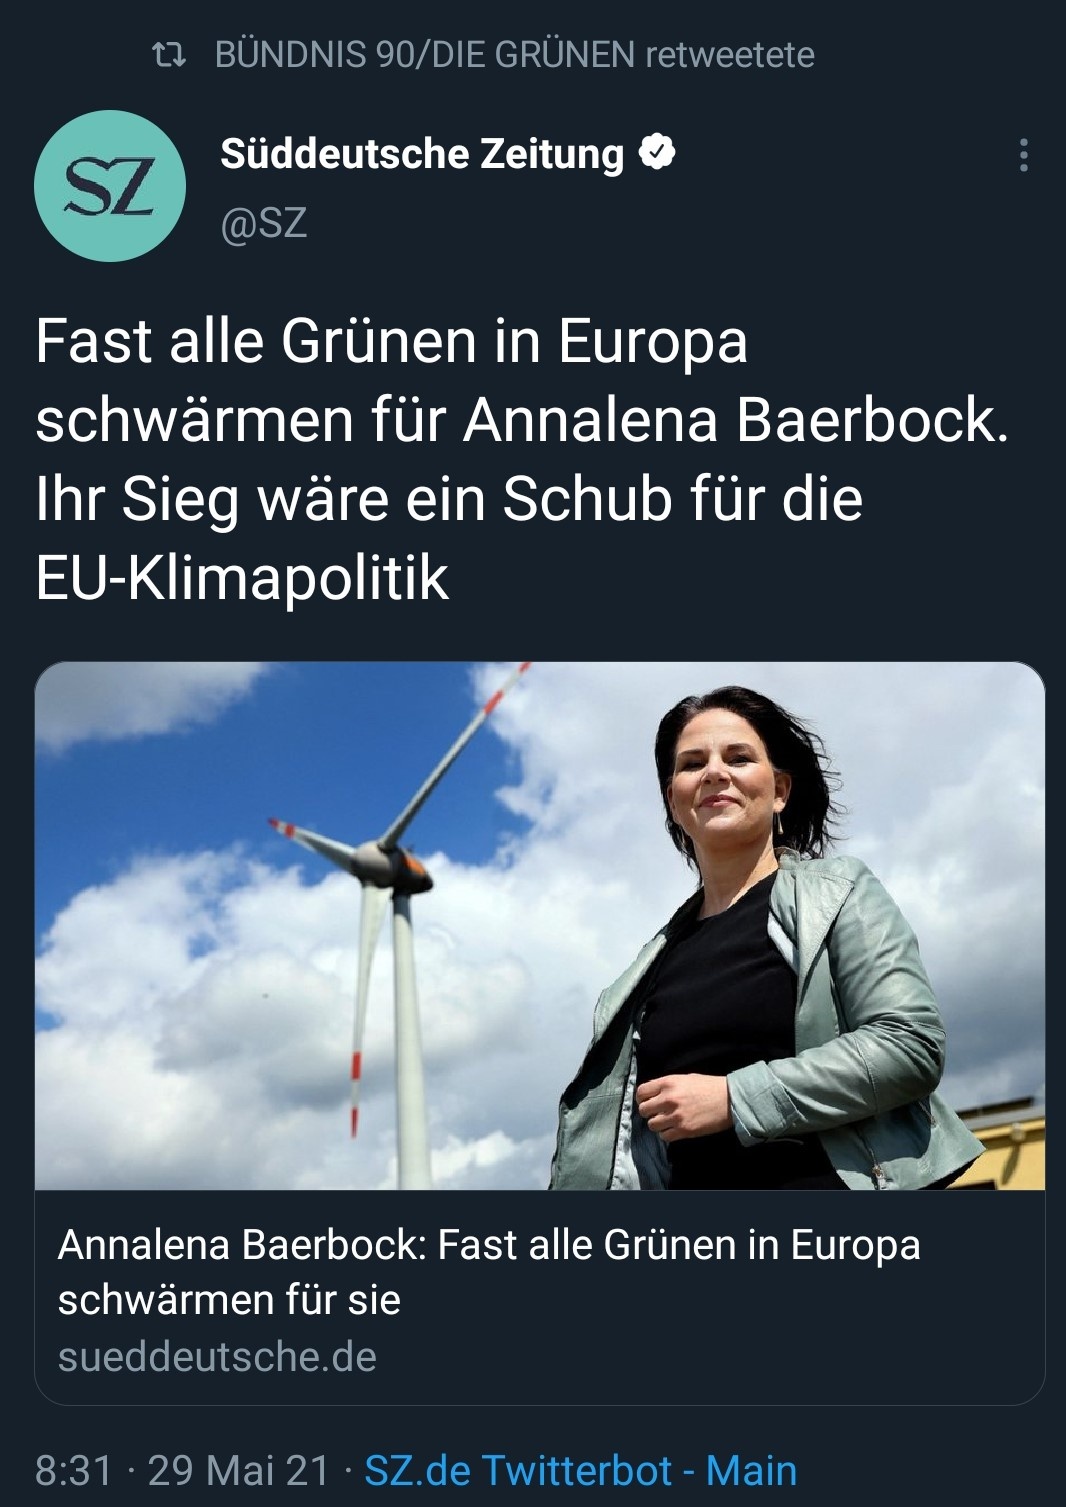 BÜNDNIS 90/DIE GRÜNEN retweetete
SZ
Süddeutsche Zeitung
@SZ
Fast alle Grünen in Europa
schwärmen für Annalena Baerbock.
Ihr Sieg wäre ein Schub für die
EU-Klimapolitik
Annalena Baerbock: Fast alle Grünen in Europa
schwärmen für sie
sueddeutsche.de
8:31 · 29 Mai 21 · SZ.de Twitterbot - Main